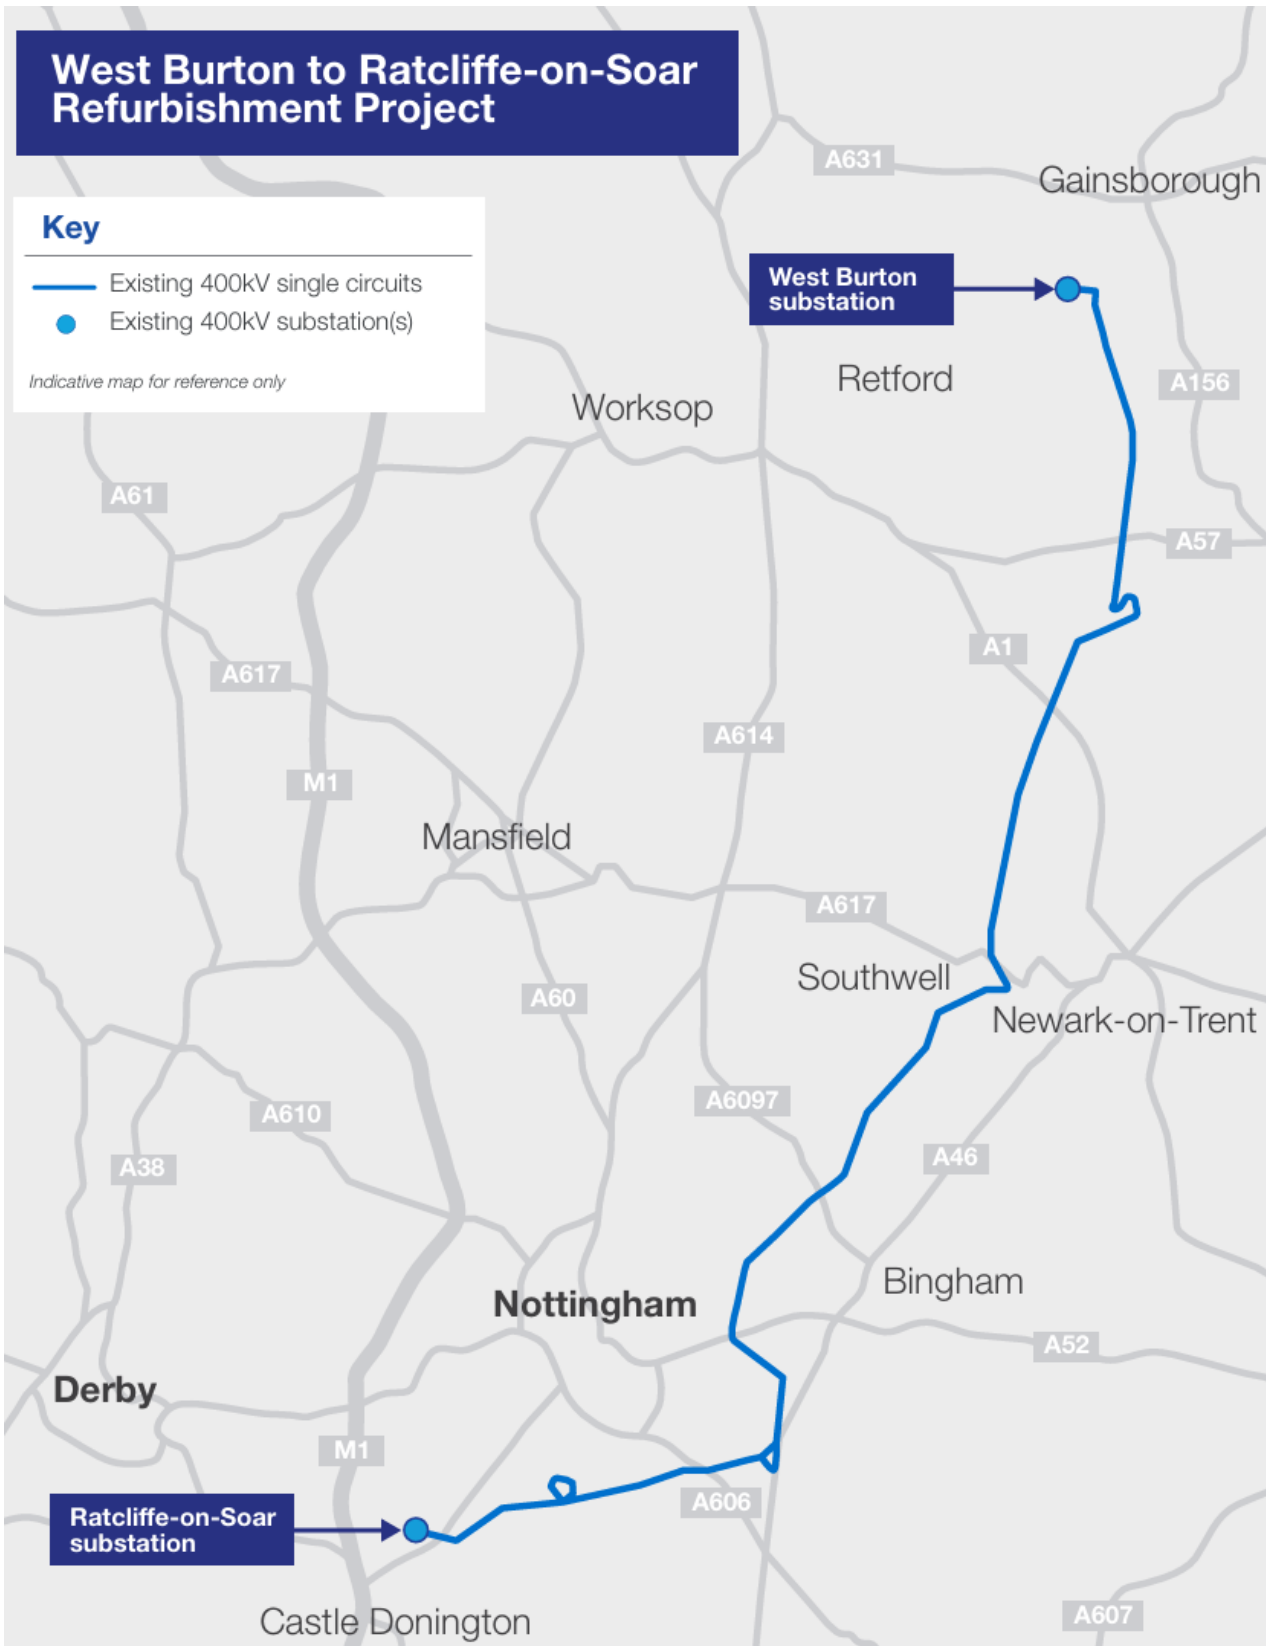 West Burton to Ratcliffe-on-Soar
Refurbishment Project
Key
Existing 400kV single circuits
Existing 400kV substation(s)
Indicative map for reference only
A631
Gainsborough
West Burton
substation
Retford
A156
Worksop
A61
A57
A1
A617
A614
M1
Mansfield
A617
Southwell
A60
Newark-on-Trent
A6097
A610
A46
A38
Bingham
Nottingham
A52
Derby
M1
A606
Ratcliffe-on-Soar
substation
Castle Donington
A607